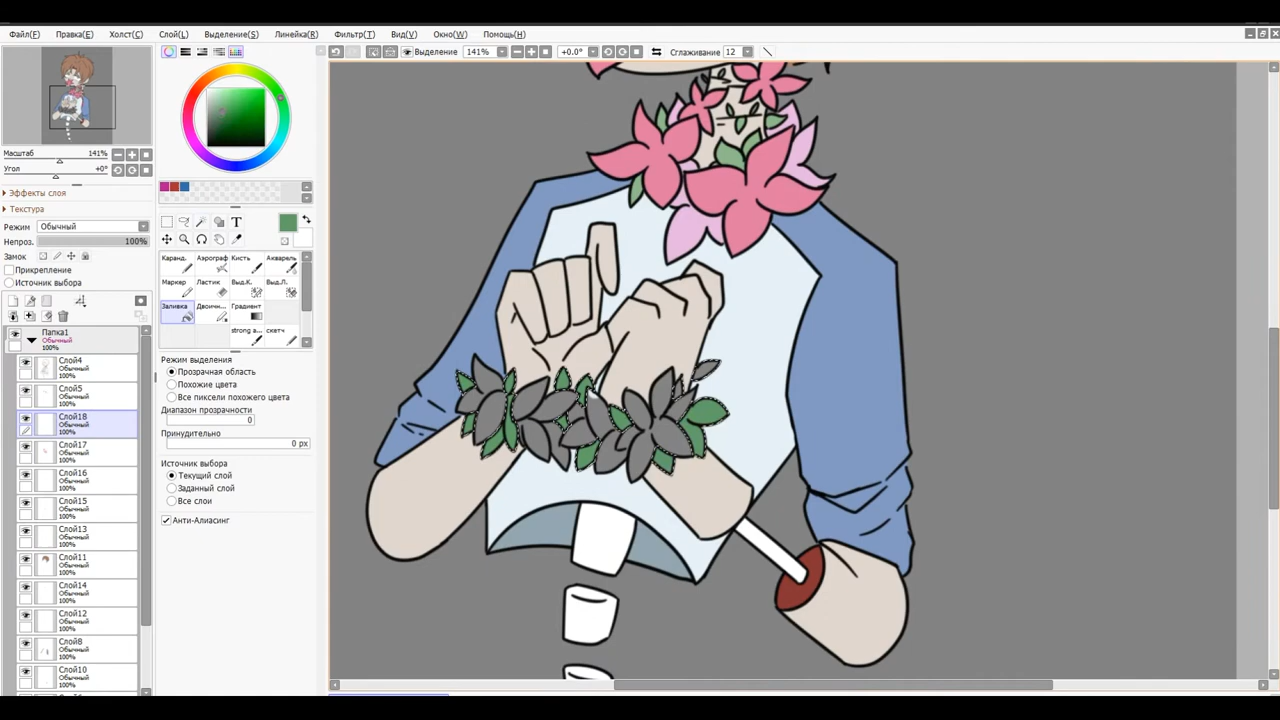 Файл(F) Правка(E) Холст(C) Слой(L) Выделение(S) Линейка(R) Фильтр(T) Вид(V) Окно(W) Помощь(H)
Выделение 141% +0.0° Сглаживание 12
Масштаб 141%
Угол +0°
Эффекты слоя
Текстура
Режим Обычный
Непроз. 100%
Замок
Прикрепление
Источник выбора
Папка1
Обычный
Слой4
Обычный
100%
Слой5
Обычный
100%
Слой18
Обычный
100%
Слой17
Обычный
100%
Слой16
Обычный
100%
Слой15
Обычный
100%
Слой13
Обычный
100%
Слой11
Обычный
100%
Слой14
Обычный
100%
Слой12
Обычный
100%
Слой8
Обычный
100%
Слой10
Обычный
100%
T
Каранд. Аэрограф Кисть Акварель
Маркер Ластик Выд.К. Выд.Л.
Заливка Двоичн... Градиент
strong a... скетч
Режим выделения
Прозрачная область
Похожие цвета
Все пиксели похожего цвета
Диапазон прозрачности
0
Принудительно
0 px
Источник выбора
Текущий слой
Заданный слой
Все слои
Анти-Алиасинг